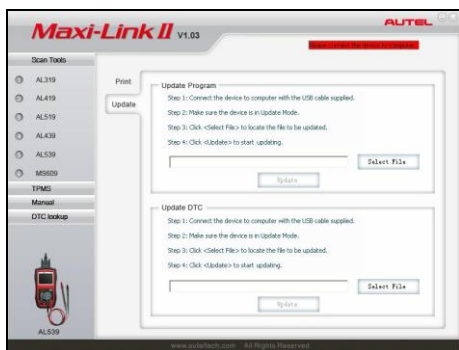 AUTEL
Maxi-Link II V1.03
Please connect the device to computer
Scan Tools
AL319
AL419
AL519
AL439
AL539
MS609
TPMS
Manual
DTC lookup
AL539
Print
Update
Update Program
Step 1: Connect the device to computer with the USB cable supplied.
Step 2: Make sure the device is in Update Mode.
Step 3: Click <Select File> to locate the file to be updated.
Step 4: Click <Update> to start updating.
Select File
Update
Update DTC
Step 1: Connect the device to computer with the USB cable supplied.
Step 2: Make sure the device is in Update Mode.
Step 3: Click <Select File> to locate the file to be updated.
Step 4: Click <Update> to start updating.
Select File
Update
www.auteltech.com All Rights Reserved